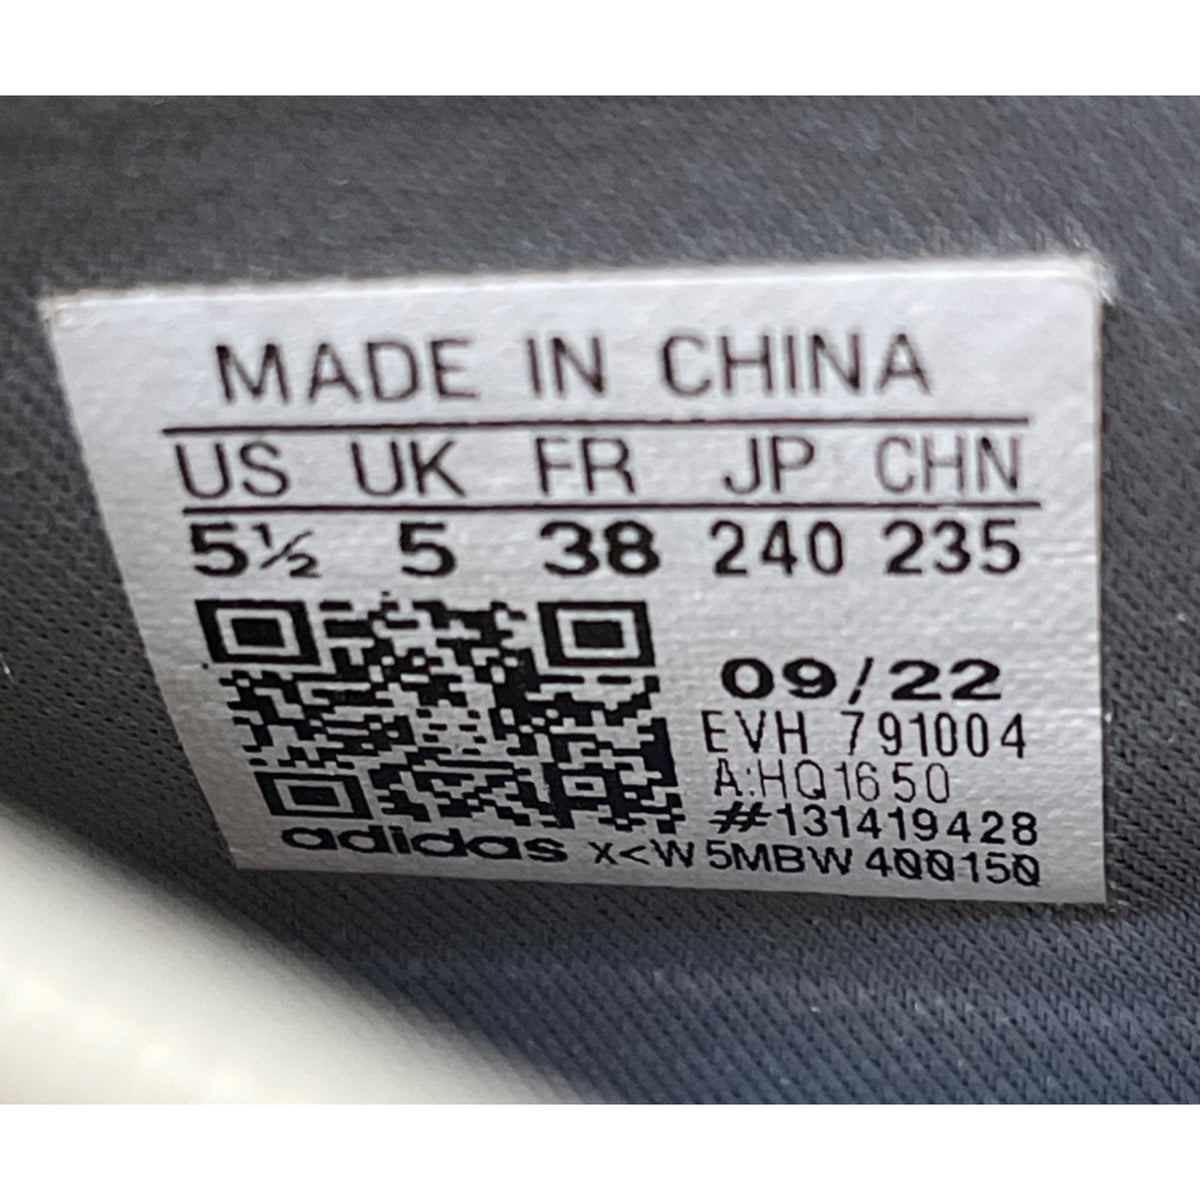 MADE IN CHINA
US UK FR JP CHN
5½ 5 38 240 235
09/22
EVH 791004
A:HQ1650
#131419428
adidas X<W5MBW400150